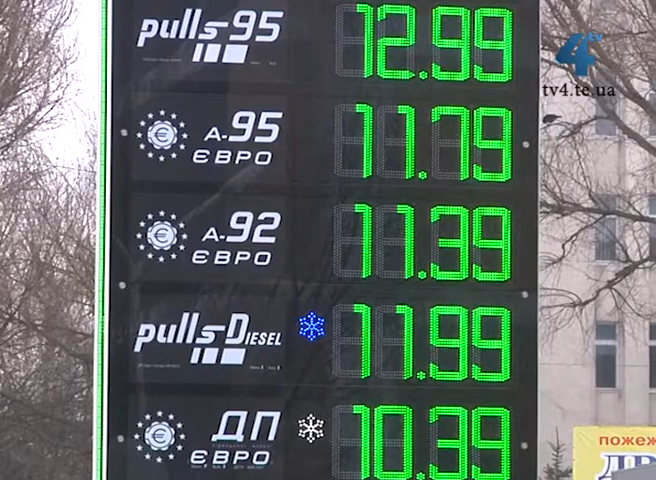 pulls 95 12.99
4 tv
tv4.te.ua
А-95 11.79
ЄВРО
А-92 11.39
ЄВРО
pulls DIESEL 11.99
ДП 10.39
ЄВРО